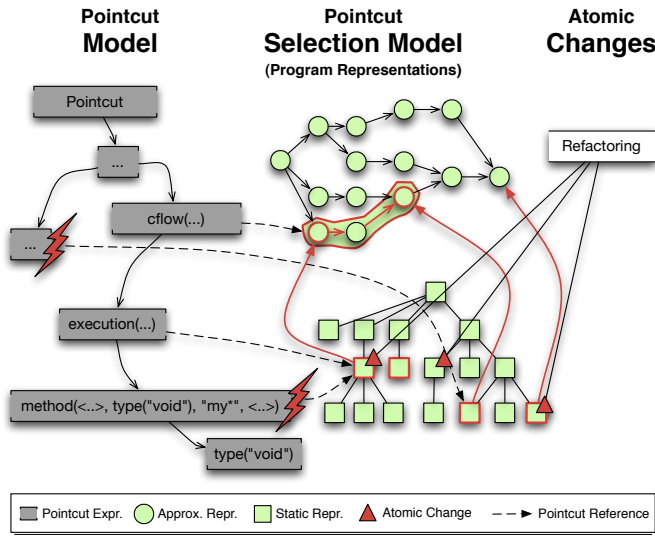 Pointcut
Model
Pointcut
Selection Model
(Program Representations)
Atomic
Changes
Pointcut
...
cflow(...)
...
execution(...)
method(<..>, type("void"), "my*", <..>)
type("void")
Refactoring
Pointcut Expr.
Approx. Repr.
Static Repr.
Atomic Change
Pointcut Reference